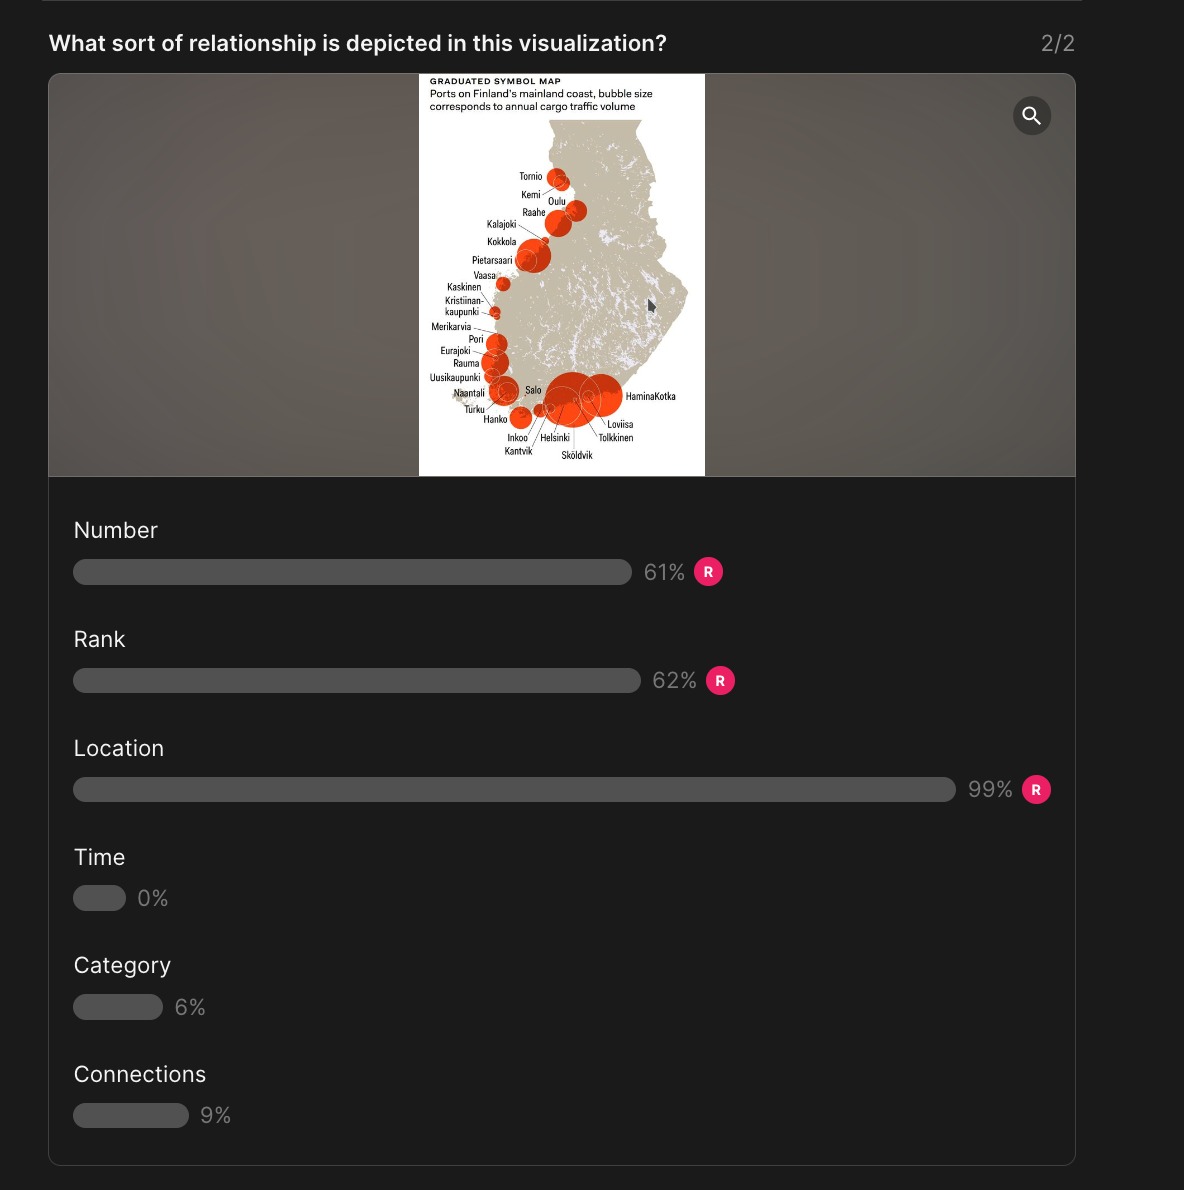 What sort of relationship is depicted in this visualization?
2/2
GRADUATED SYMBOL MAP
Ports on Finland's mainland coast, bubble size
corresponds to annual cargo traffic volume
Tornio
Kemi
Oulu
Raahe
Kalajoki
Kokkola
Pietarsaari
Vaasa
Kaskinen
Kristiinan-
kaupunki
Merikarvia
Pori
Eurajoki
Rauma
Uusikaupunki
Naantali
Salo
HaminaKotka
Turku
Hanko
Loviisa
Inkoo
Helsinki
Tolkkinen
Kantvik
Sköldvik
Number
61% R
Rank
62% R
Location
99% R
Time
0%
Category
6%
Connections
9%